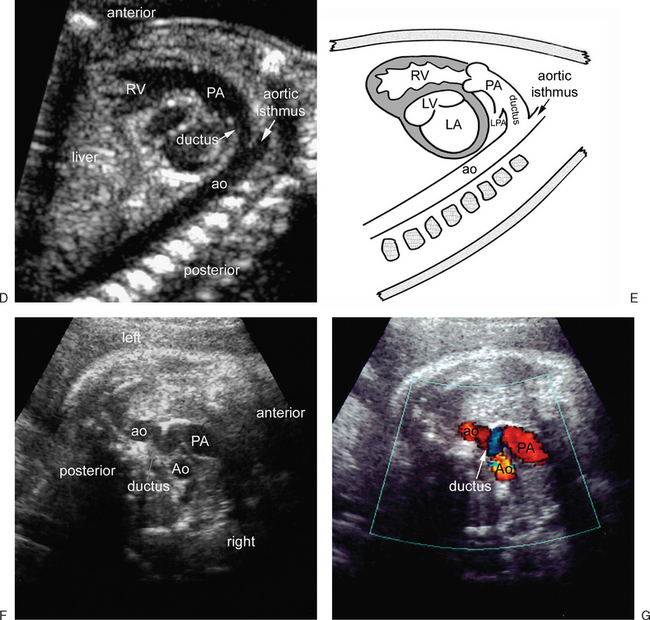 anterior
RV
PA
aortic
isthmus
ductus
liver
ao
posterior
D
RV
PA
aortic
isthmus
ductus
LV
LPA
LA
ao
E
left
anterior
ao
PA
posterior
Ao
ductus
right
F
ao
PA
Ao
ductus
G